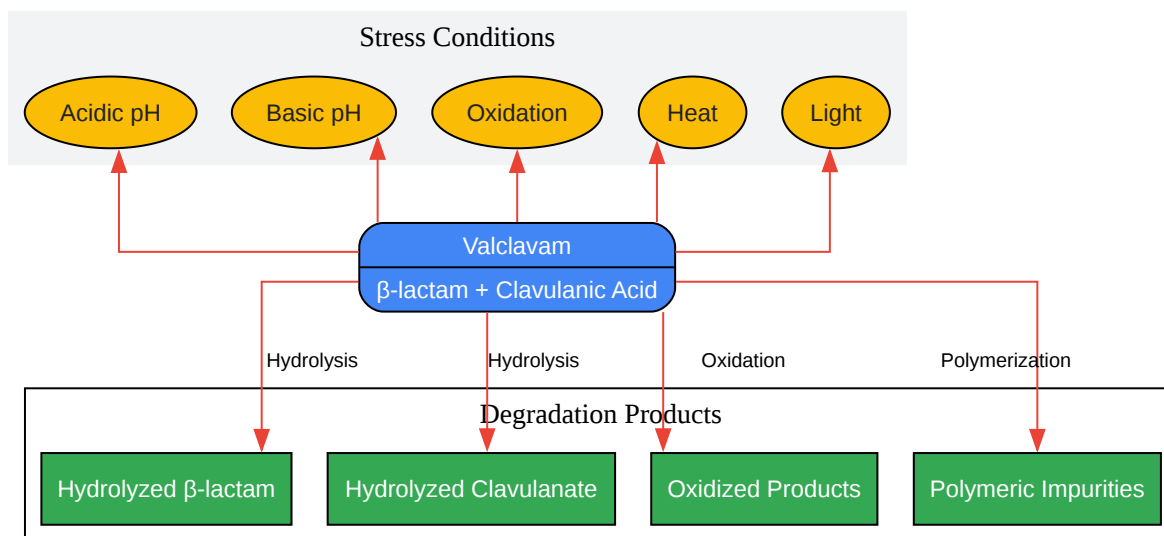 Stress Conditions
Acidic pH
Basic pH
Oxidation
Heat
Light
Valclavam
β-lactam + Clavulanic Acid
Hydrolysis
Hydrolysis
Oxidation
Polymerization
Degradation Products
Hydrolyzed β-lactam
Hydrolyzed Clavulanate
Oxidized Products
Polymeric Impurities